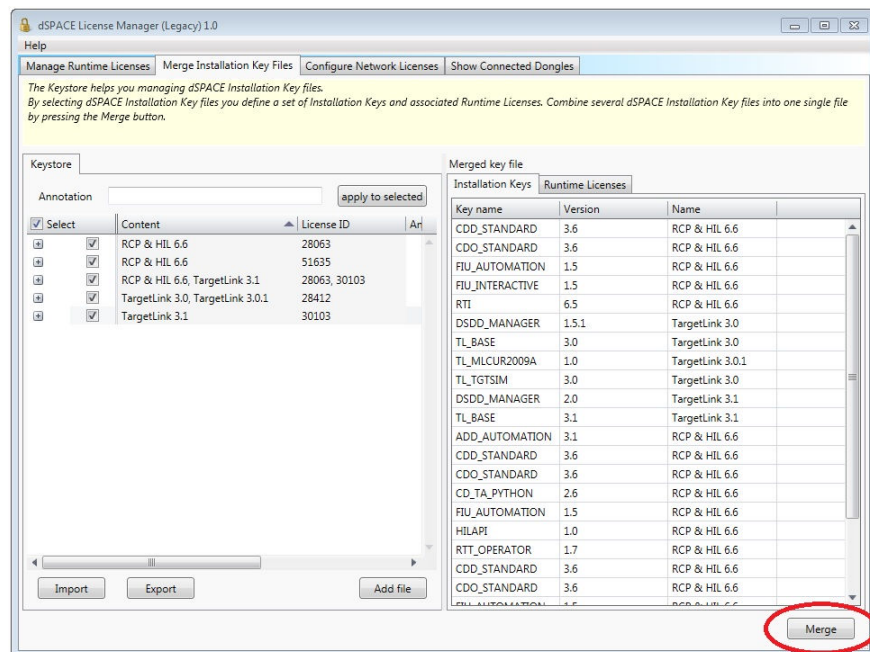 dSPACE License Manager (Legacy) 1.0
Help
Manage Runtime Licenses Merge Installation Key Files Configure Network Licenses Show Connected Dongles
The Keystore helps you managing dSPACE Installation Key files.
By selecting dSPACE Installation Key files you define a set of Installation Keys and associated Runtime Licenses. Combine several dSPACE Installation Key files into one single file
by pressing the Merge button.
Keystore
Annotation apply to selected
Select Content License ID An
RCP & HIL 6.6 28063
RCP & HIL 6.6 51635
RCP & HIL 6.6, TargetLink 3.1 28063, 30103
TargetLink 3.0, TargetLink 3.0.1 28412
TargetLink 3.1 30103
Import Export Add file
Merged key file
Installation Keys Runtime Licenses
Key name Version Name
CDD_STANDARD 3.6 RCP & HIL 6.6
CDO_STANDARD 3.6 RCP & HIL 6.6
FIU_AUTOMATION 1.5 RCP & HIL 6.6
FIU_INTERACTIVE 1.5 RCP & HIL 6.6
RTI 6.5 RCP & HIL 6.6
DSDD_MANAGER 1.5.1 TargetLink 3.0
TL_BASE 3.0 TargetLink 3.0
TL_MLCUR2009A 1.0 TargetLink 3.0.1
TL_TGTSIM 3.0 TargetLink 3.0
DSDD_MANAGER 2.0 TargetLink 3.1
TL_BASE 3.1 TargetLink 3.1
ADD_AUTOMATION 3.1 RCP & HIL 6.6
CDD_STANDARD 3.6 RCP & HIL 6.6
CDO_STANDARD 3.6 RCP & HIL 6.6
CD_TA_PYTHON 2.6 RCP & HIL 6.6
FIU_AUTOMATION 1.5 RCP & HIL 6.6
HILAPI 1.0 RCP & HIL 6.6
RTT_OPERATOR 1.7 RCP & HIL 6.6
CDD_STANDARD 3.6 RCP & HIL 6.6
CDO_STANDARD 3.6 RCP & HIL 6.6
FIU_AUTOMATION 1.5 RCP & HIL 6.6
Merge